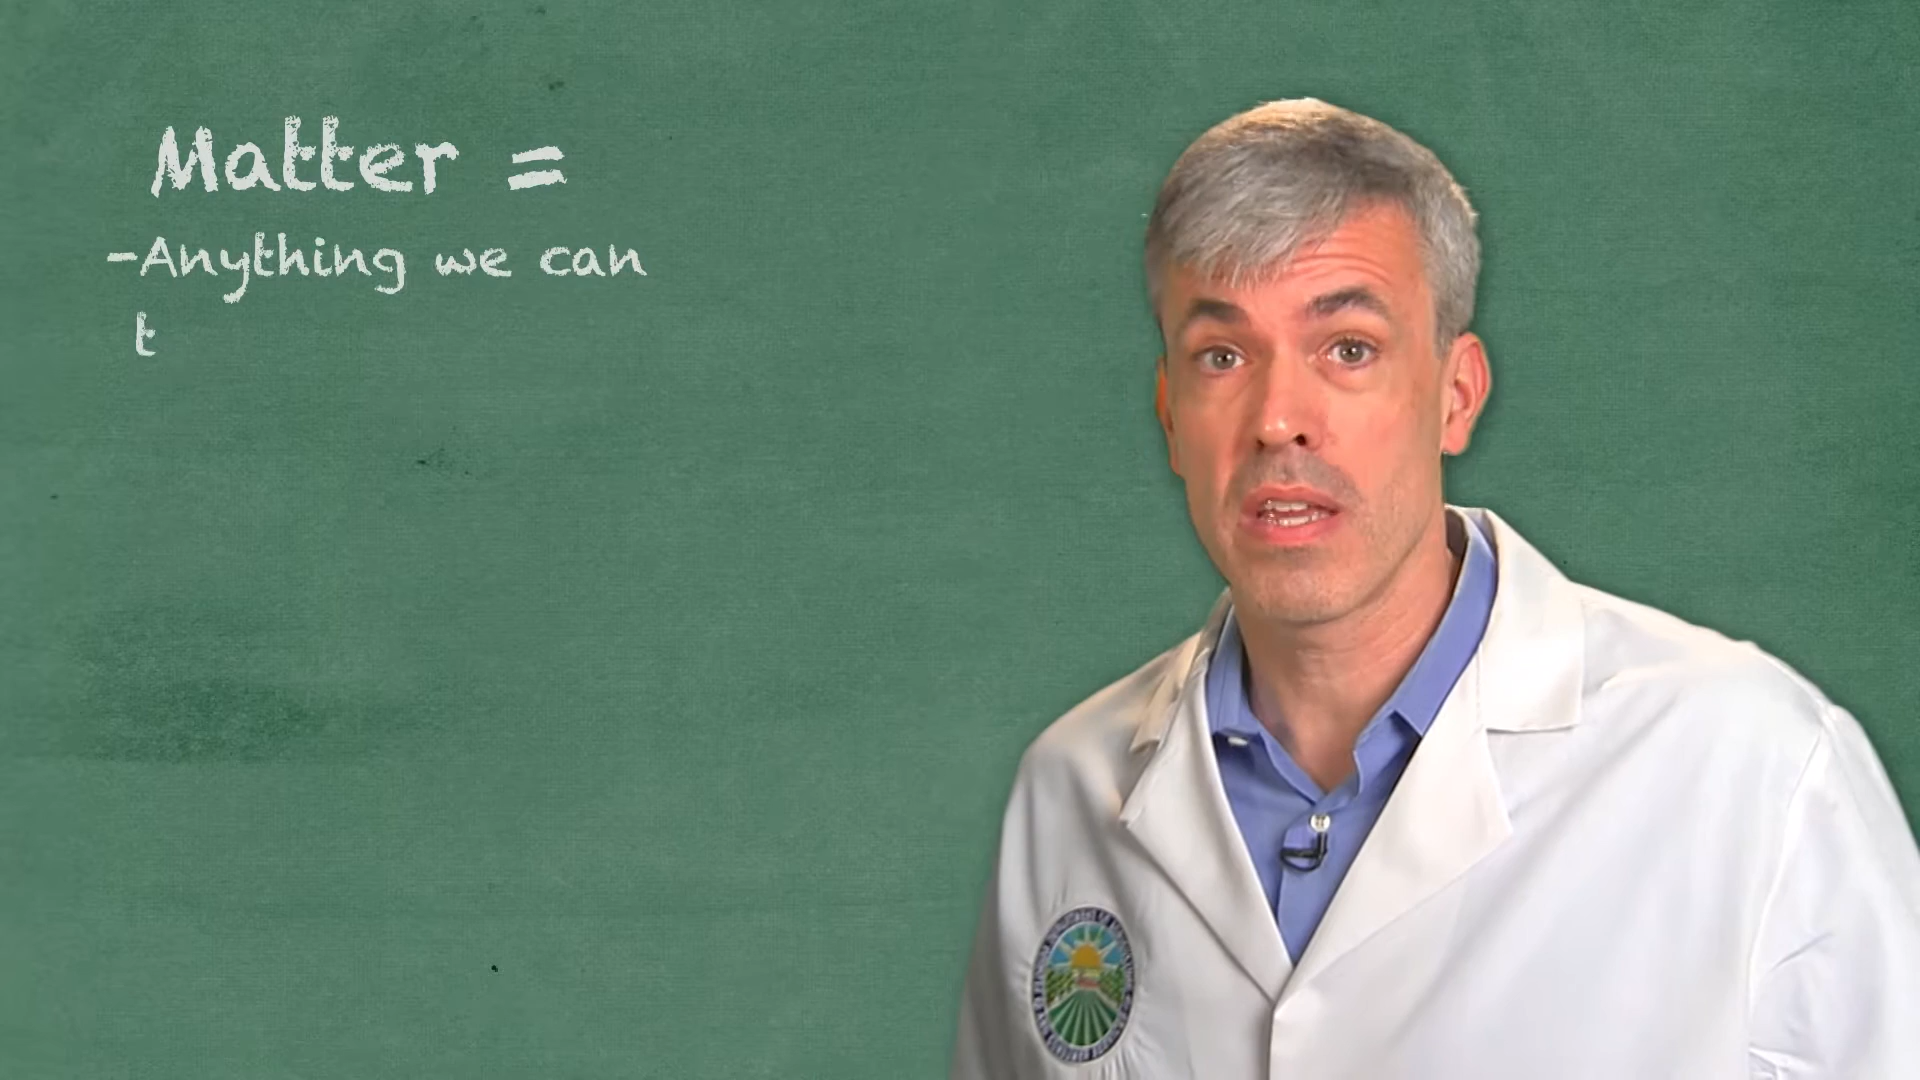 Matter =
-Anything we can
t